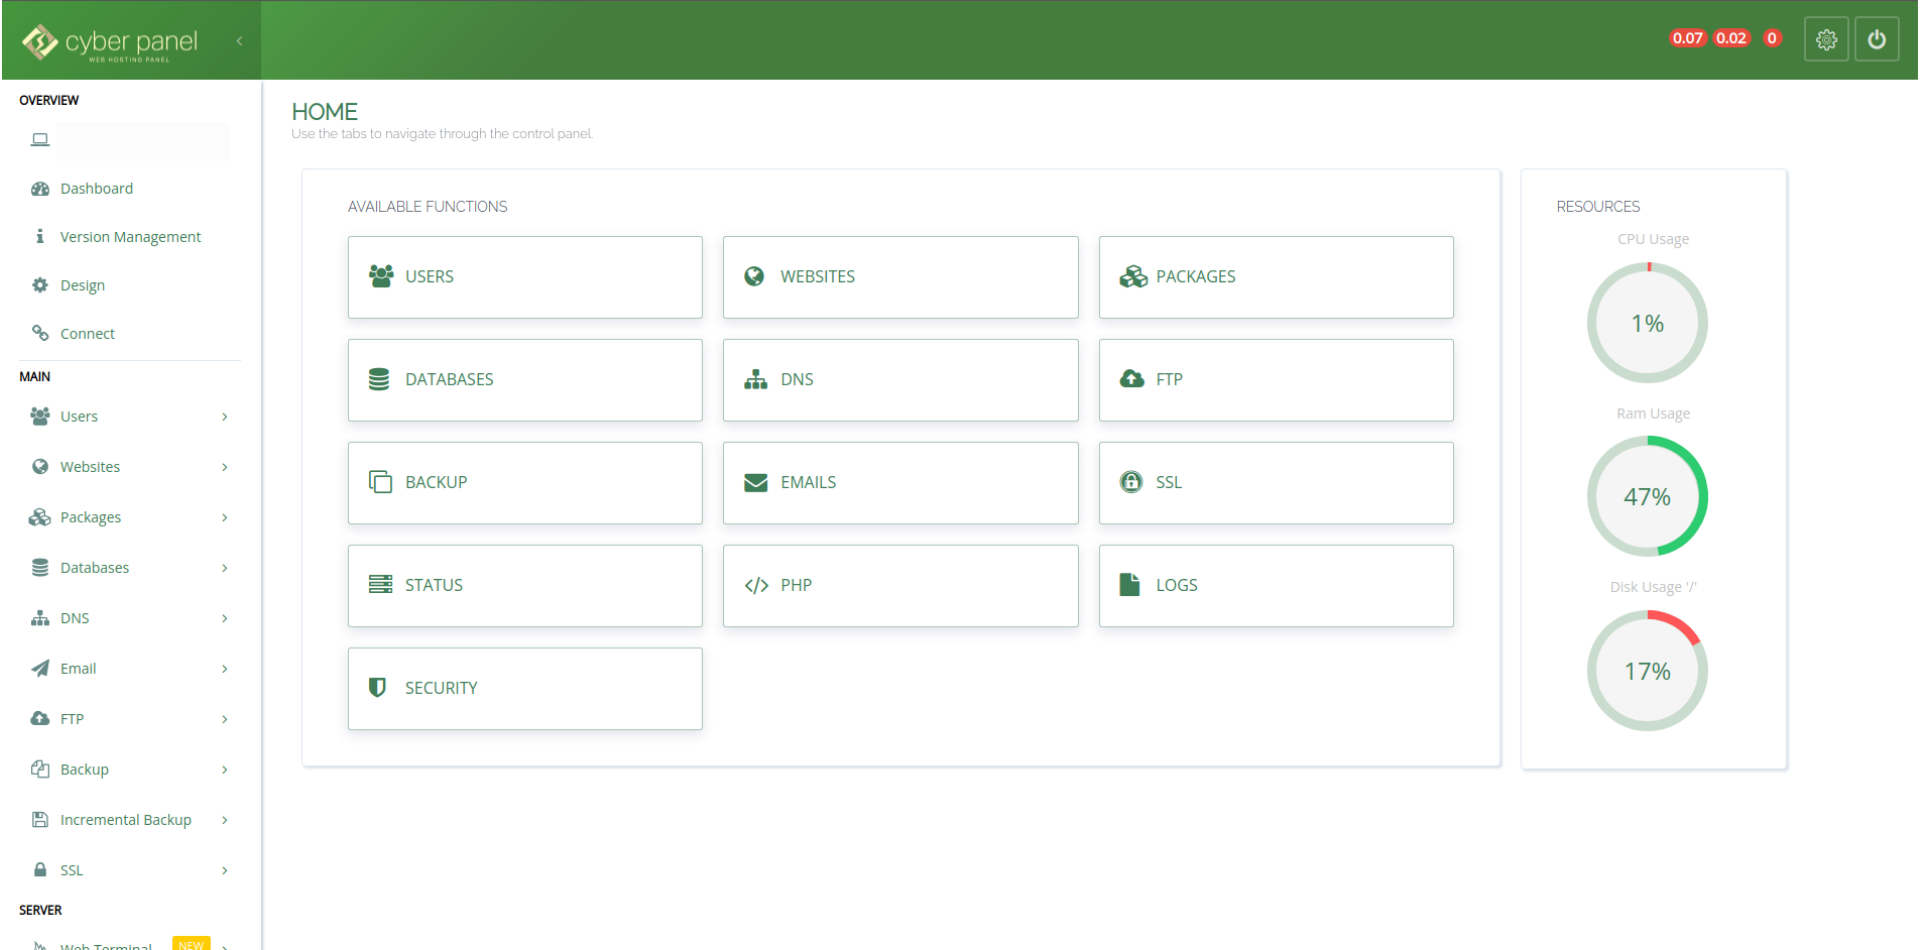 cyber panel
WEB HOSTING PANEL
0.07 0.02 0
OVERVIEW
Dashboard
Version Management
Design
Connect
MAIN
Users
Websites
Packages
Databases
DNS
Email
FTP
Backup
Incremental Backup
SSL
SERVER
Web Terminal NEW
HOME
Use the tabs to navigate through the control panel.
AVAILABLE FUNCTIONS
USERS
WEBSITES
PACKAGES
DATABASES
DNS
FTP
BACKUP
EMAILS
SSL
STATUS
PHP
LOGS
SECURITY
RESOURCES
CPU Usage
1%
Ram Usage
47%
Disk Usage '/'
17%